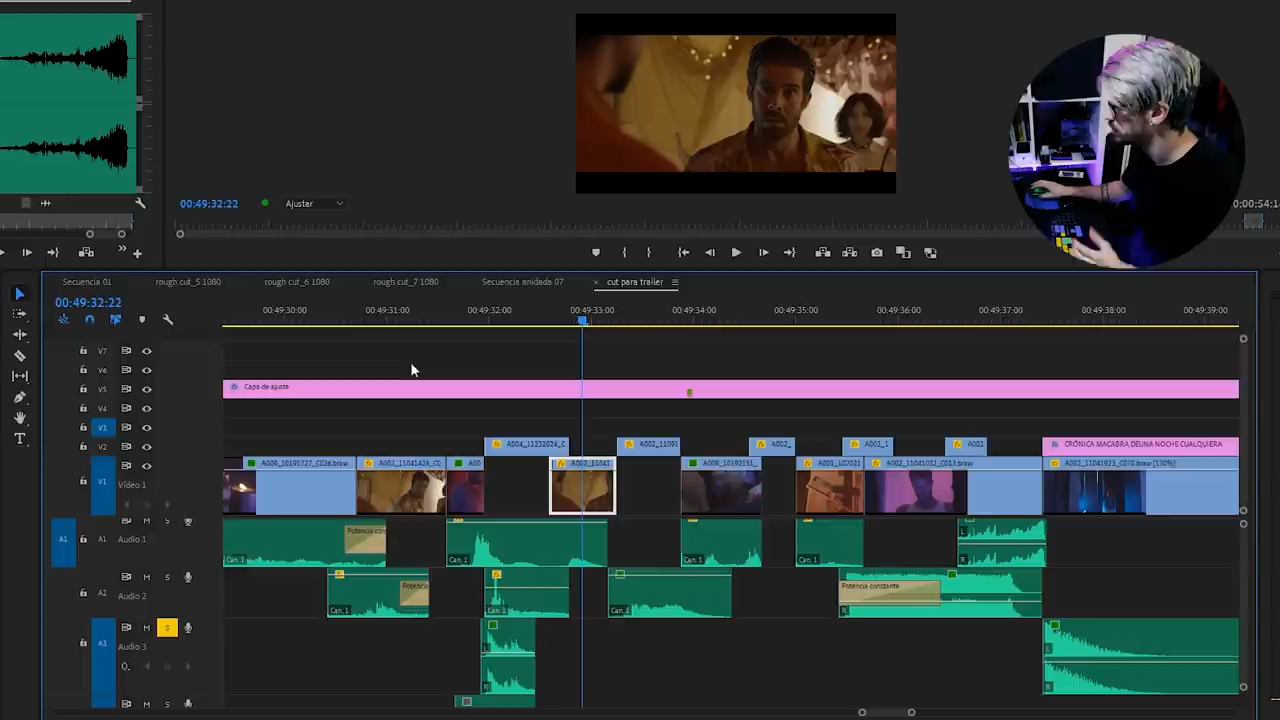 00:49:32:22
Ajustar
Secuencia 01
rough cut_5 1080
rough cut_6 1080
rough cut_7 1080
Secuencia anidada 07
× cut para trailer
00:49:32:22
00:49:30:00
00:49:31:00
00:49:32:00
00:49:33:00
00:49:34:00
00:49:35:00
00:49:36:00
00:49:37:00
00:49:38:00
00:49:39:00
V7
V6
V5
Capa de ajuste
V4
V3
V2
A004_11232024_C
A002_11091
A002_
A002_1
A002
CRÓNICA MACABRA DEUNA NOCHE CUALQUIERA
V1
Vídeo 1
A009_10191727_C026.braw
A002_11041426_C0
A00
A002_11041
A009_10192151_
A001_102021
A002_11041032_C013.braw
A002_11041923_C070.braw [130%]
A1
A1
M
S
Audio 1
Potencia con
Can. 1
Can. 1
Can. 1
Can. 1
L
R
A2
M
S
Audio 2
Potencia
Can. 1
Can. 1
Can. 1
Potencia constante
R
A3
M
S
Audio 3
L
R
L
R
M
S